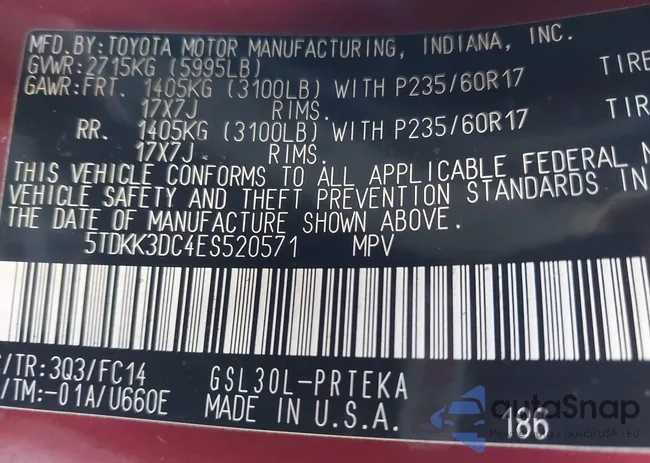 MFD.BY: TOYOTA MOTOR MANUFACTURING, INDIANA, INC.
GVWR: 2715KG (5995LB)
GAWR: FRT. 1405KG (3100LB) WITH P235/60R17 TIRE
17X7J RIMS.
RR. 1405KG (3100LB) WITH P235/60R17 TIRE
17X7J RIMS.
THIS VEHICLE CONFORMS TO ALL APPLICABLE FEDERAL M
VEHICLE SAFETY AND THEFT PREVENTION STANDARDS IN
THE DATE OF MANUFACTURE SHOWN ABOVE.
5TDKK3DC4ES520571 MPV
/TR:3Q3/FC14 GSL30L-PRTEKA
/TM:-01A/U660E MADE IN U.S.A. 186
autaSnap